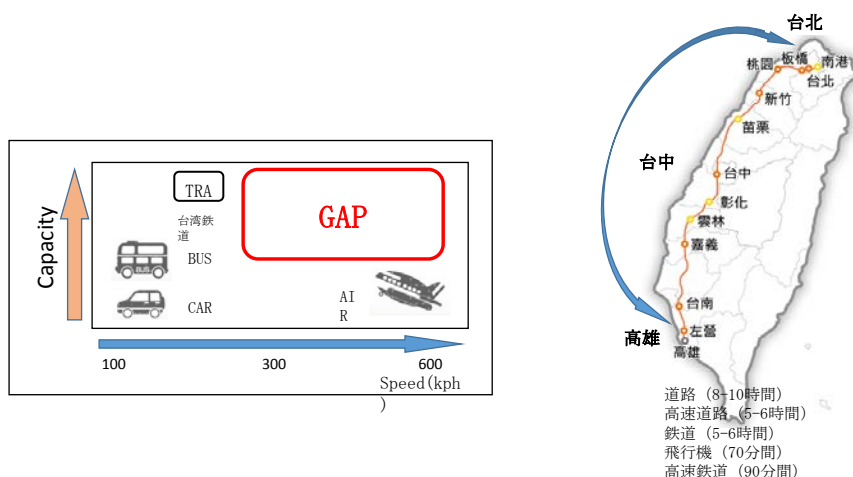 Capacity
TRA
台湾鉄
道
BUS
CAR
GAP
AI
R
100
300
600
Speed(kph
)
台北
桃園
板橋
南港
台北
新竹
苗栗
台中
台中
彰化
雲林
嘉義
台南
左營
高雄
高雄
道路 (8-10時間)
高速道路 (5-6時間)
鉄道 (5-6時間)
飛行機 (70分間)
高速鉄道 (90分間)